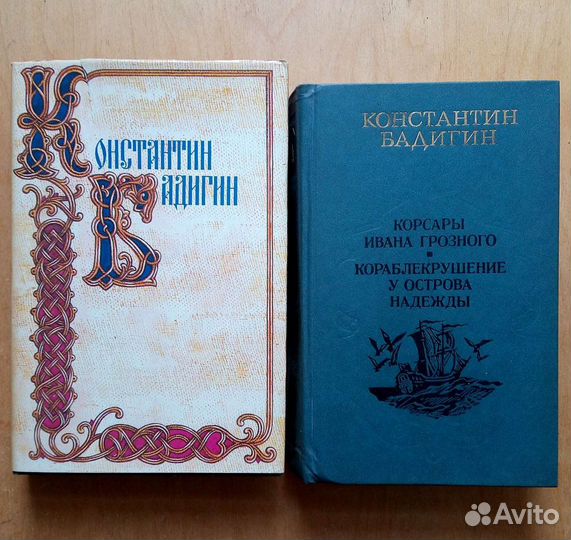 Константин
Бадигин
КОНСТАНТИН
БАДИГИН
КОРСАРЫ
ИВАНА ГРОЗНОГО
КОРАБЛЕКРУШЕНИЕ
У ОСТРОВА
НАДЕЖДЫ
Avito